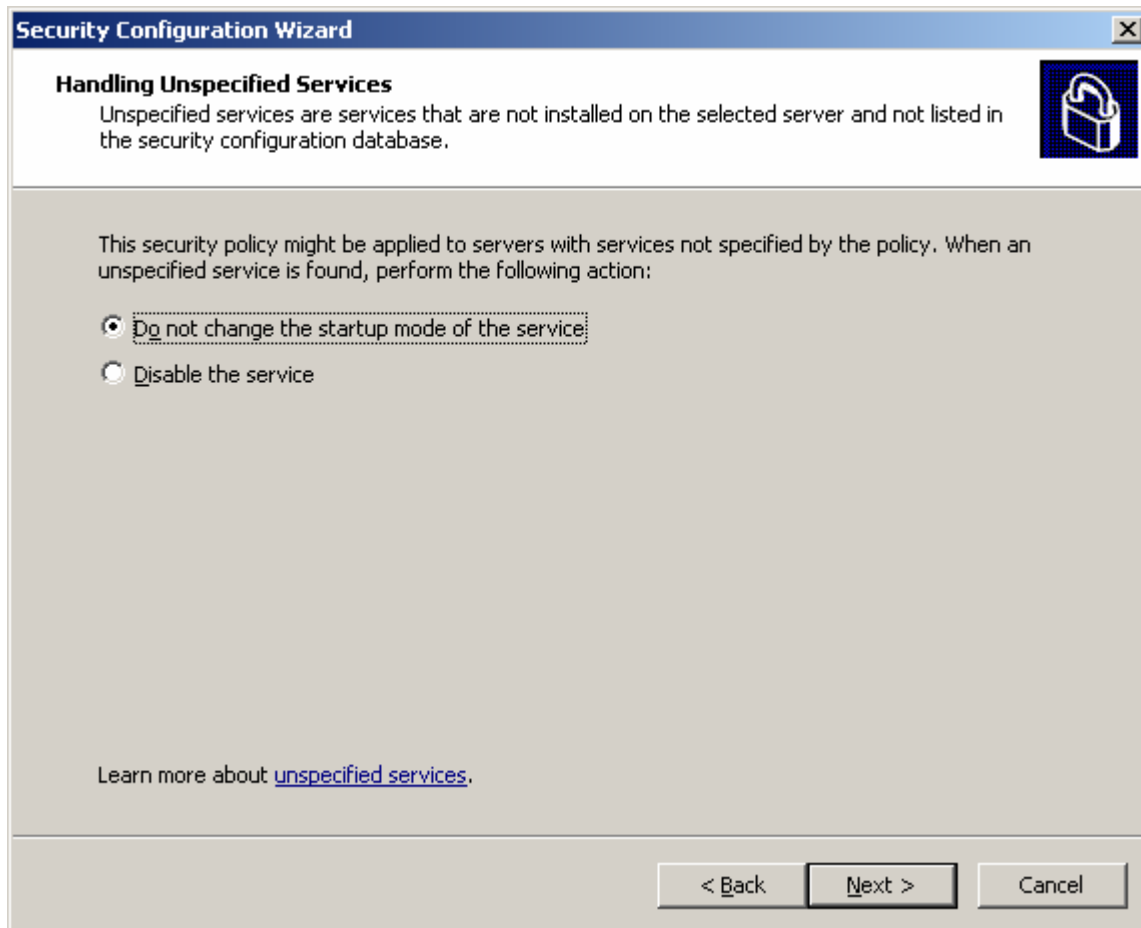 Security Configuration Wizard
Handling Unspecified Services
Unspecified services are services that are not installed on the selected server and not listed in
the security configuration database.
This security policy might be applied to servers with services not specified by the policy. When an
unspecified service is found, perform the following action:
Do not change the startup mode of the service
Disable the service
Learn more about unspecified services.
< Back Next > Cancel